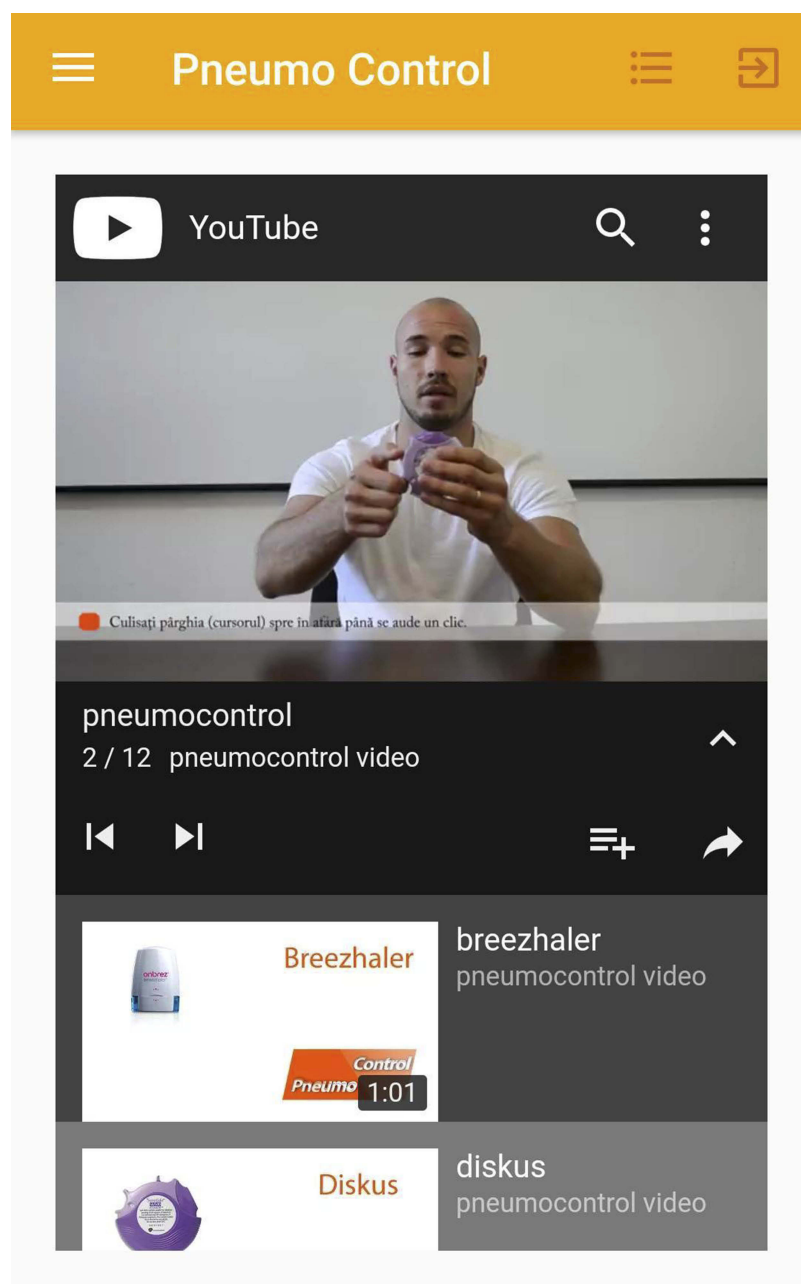 Pneumo Control
YouTube
Culisați pârghia (cursorul) spre în afară până se aude un clic.
pneumocontrol
2 / 12 pneumocontrol video
Breezhaler
onbrez
Control
Pneumo
1:01
breezhaler
pneumocontrol video
Diskus
diskus
pneumocontrol video